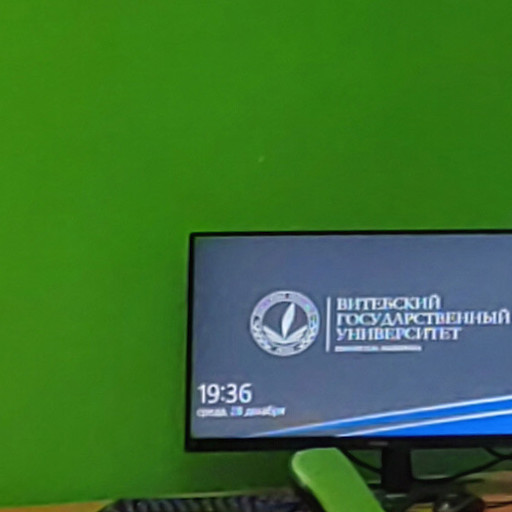 ВИТЕБСКИЙ
ГОСУДАРСТВЕННЫЙ
УНИВЕРСИТЕТ
19:36
среда, 28 декабря